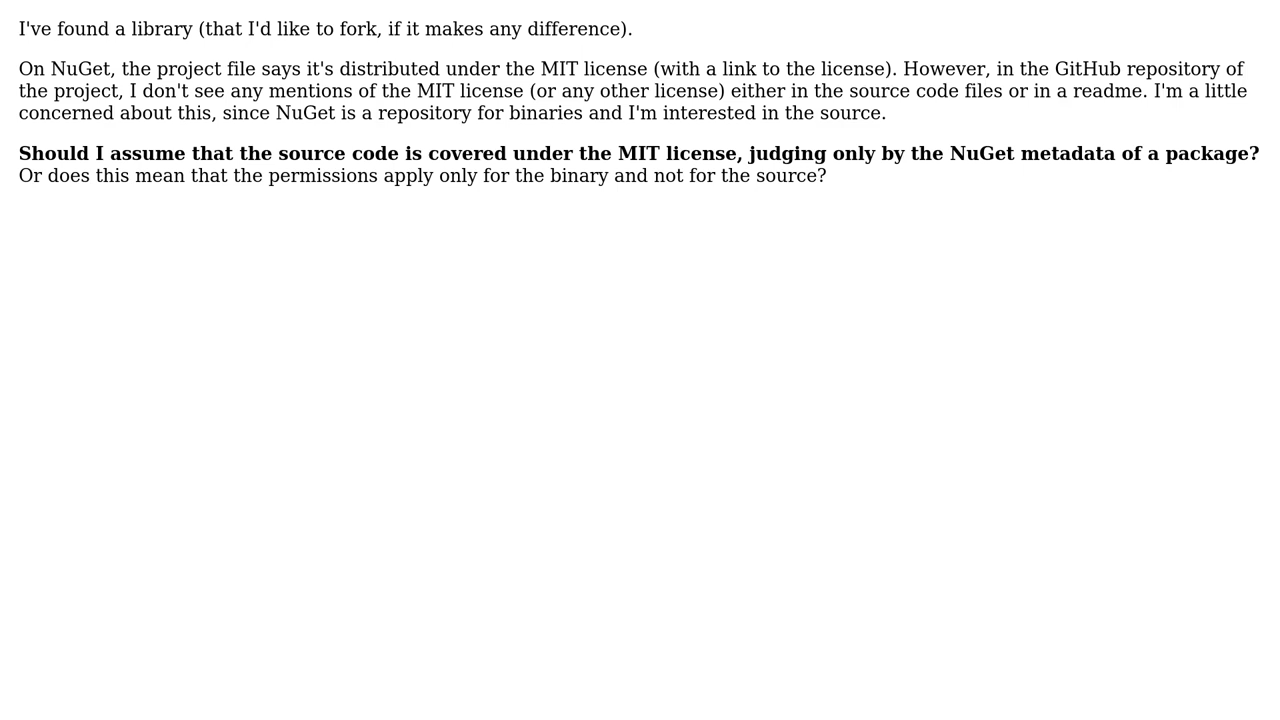 I've found a library (that I'd like to fork, if it makes any difference).
On NuGet, the project file says it's distributed under the MIT license (with a link to the license). However, in the GitHub repository of
the project, I don't see any mentions of the MIT license (or any other license) either in the source code files or in a readme. I'm a little
concerned about this, since NuGet is a repository for binaries and I'm interested in the source.
Should I assume that the source code is covered under the MIT license, judging only by the NuGet metadata of a package?
Or does this mean that the permissions apply only for the binary and not for the source?